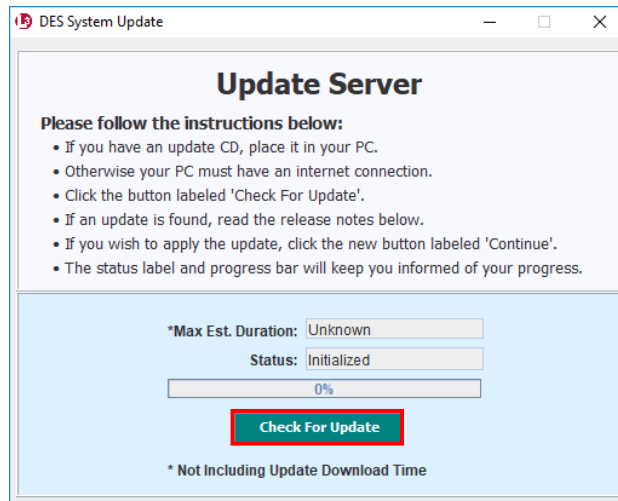 DES System Update
Update Server
Please follow the instructions below:
• If you have an update CD, place it in your PC.
• Otherwise your PC must have an internet connection.
• Click the button labeled 'Check For Update'.
• If an update is found, read the release notes below.
• If you wish to apply the update, click the new button labeled 'Continue'.
• The status label and progress bar will keep you informed of your progress.
*Max Est. Duration: Unknown
Status: Initialized
0%
Check For Update
* Not Including Update Download Time